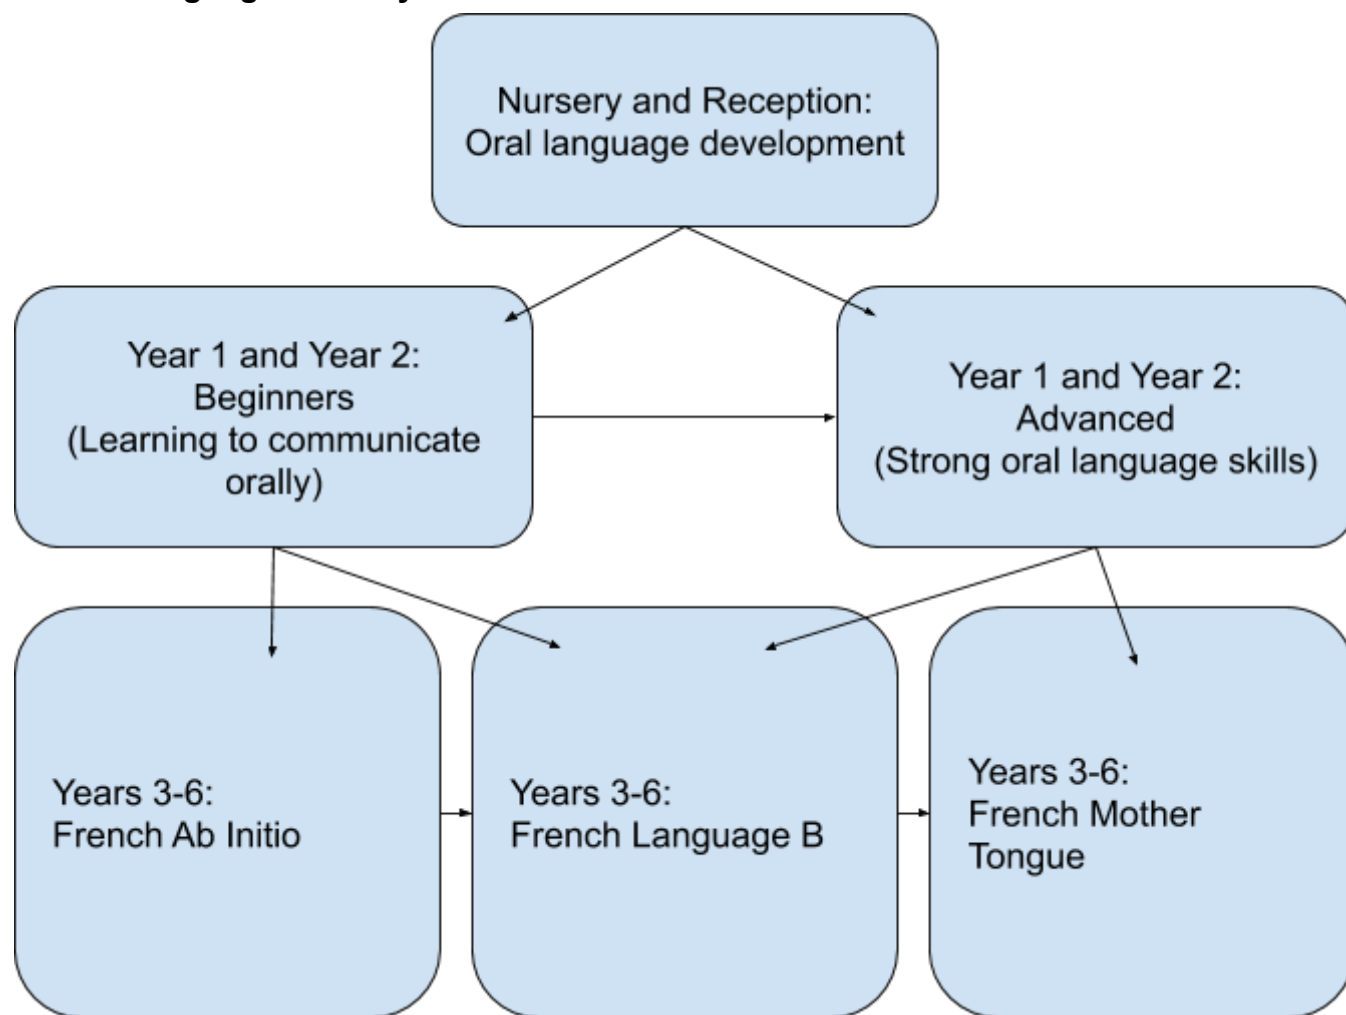 Nursery and Reception:
Oral language development
Year 1 and Year 2:
Beginners
(Learning to communicate
orally)
Year 1 and Year 2:
Advanced
(Strong oral language skills)
Years 3-6:
French Ab Initio
Years 3-6:
French Language B
Years 3-6:
French Mother
Tongue